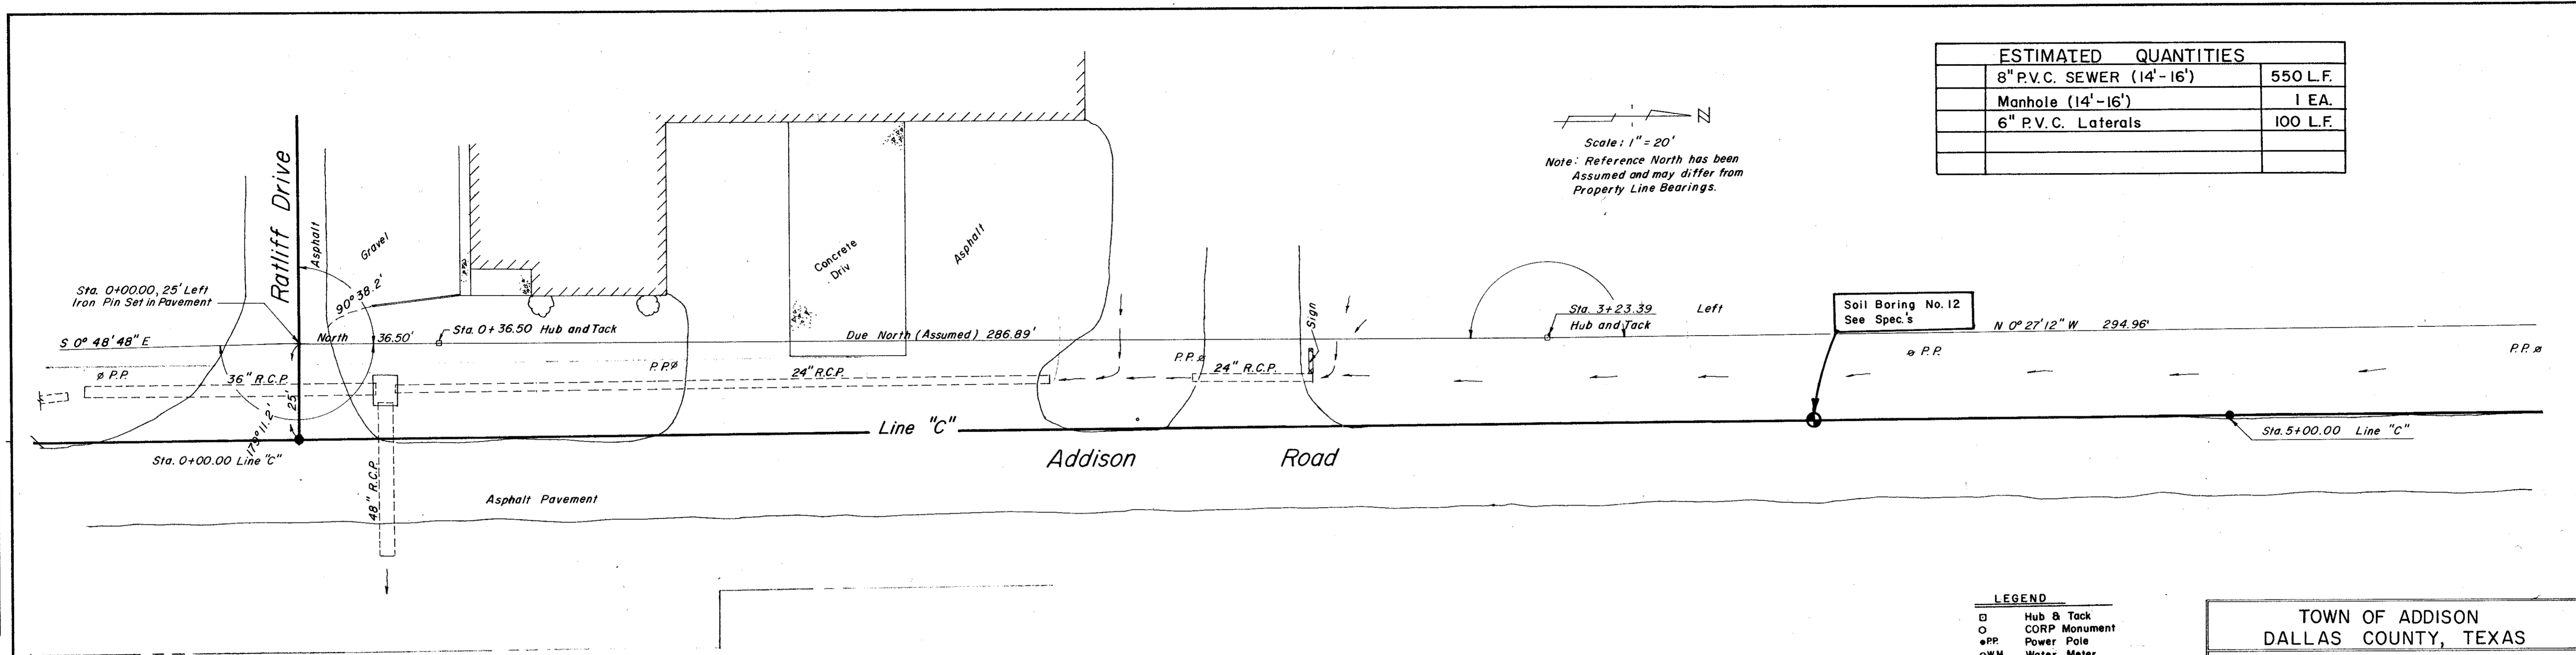 ESTIMATED QUANTITIES
8" P.V.C. SEWER (14'-16') 550 L.F.
Manhole (14'-16') 1 EA.
6" P.V.C. Laterals 100 L.F.
N
Scale: 1" = 20'
Note: Reference North has been
Assumed and may differ from
Property Line Bearings.
Ratliff Drive
Asphalt
Gravel
Concrete
Driv
Asphalt
90° 38.2'
Sta. 0+00.00, 25' Left
Iron Pin Set in Pavement
Sta. 0+36.50 Hub and Tack
Sign
Sta. 3+23.39 Left
Hub and Tack
Soil Boring No. 12
See Spec.'s
S 0° 48' 48" E
North 36.50'
Due North (Assumed) 286.89'
N 0° 27' 12" W 294.96'
P.P.
36" R.C.P.
P.P.
24" R.C.P.
P.P.
24" R.C.P.
P.P.
P.P.
25'
179° 11.2'
Line "C"
Sta. 0+00.00 Line "C"
Sta. 5+00.00 Line "C"
Addison Road
48" R.C.P.
Asphalt Pavement
LEGEND
Hub & Tack
CORP Monument
P.P. Power Pole
W.M. Water Meter
TOWN OF ADDISON
DALLAS COUNTY, TEXAS